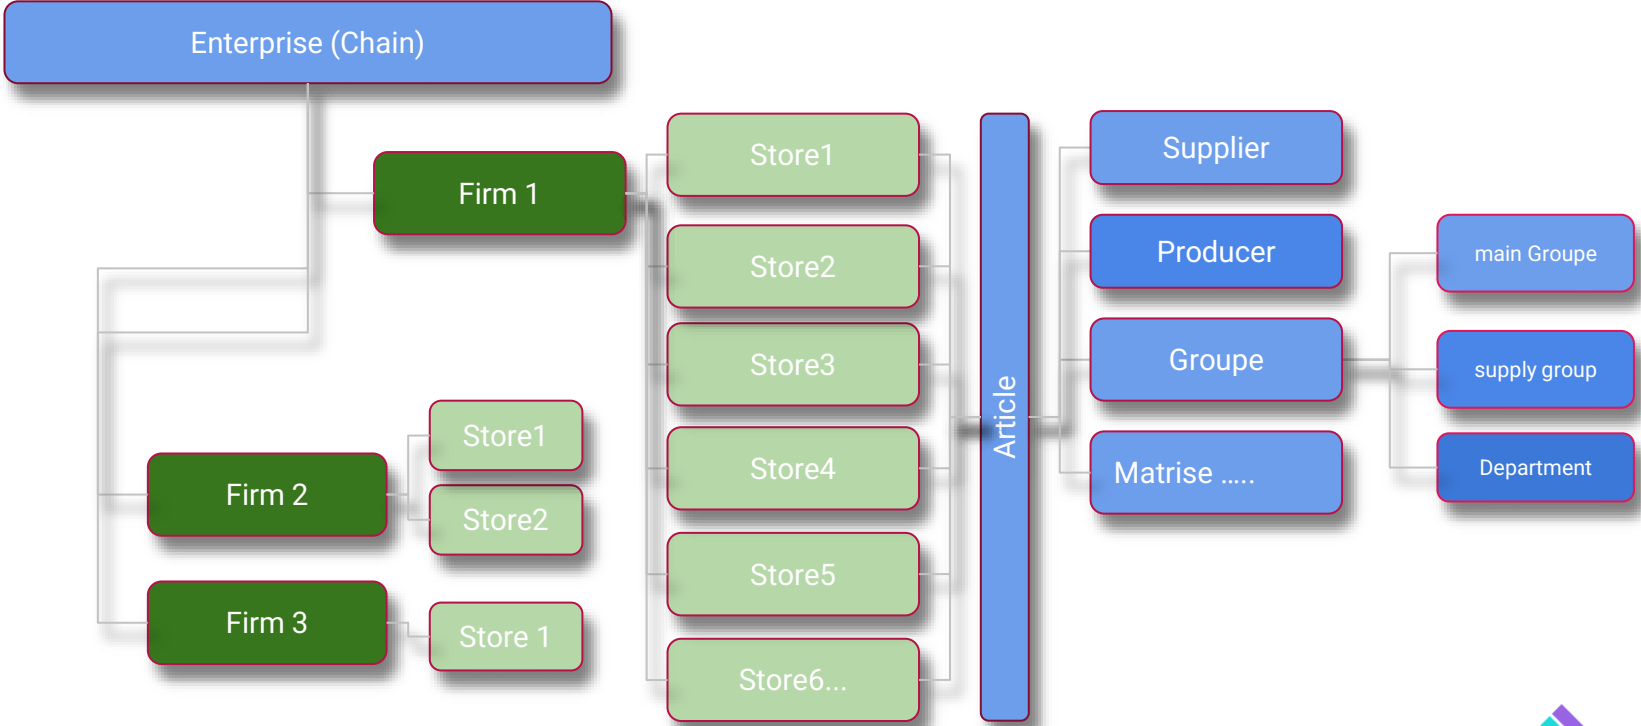 Enterprise (Chain)
Firm 1
Store1
Store2
Store3
Store4
Store5
Store6...
Article
Supplier
Producer
Groupe
Matrise .....
main Groupe
supply group
Department
Firm 2
Store1
Store2
Firm 3
Store 1